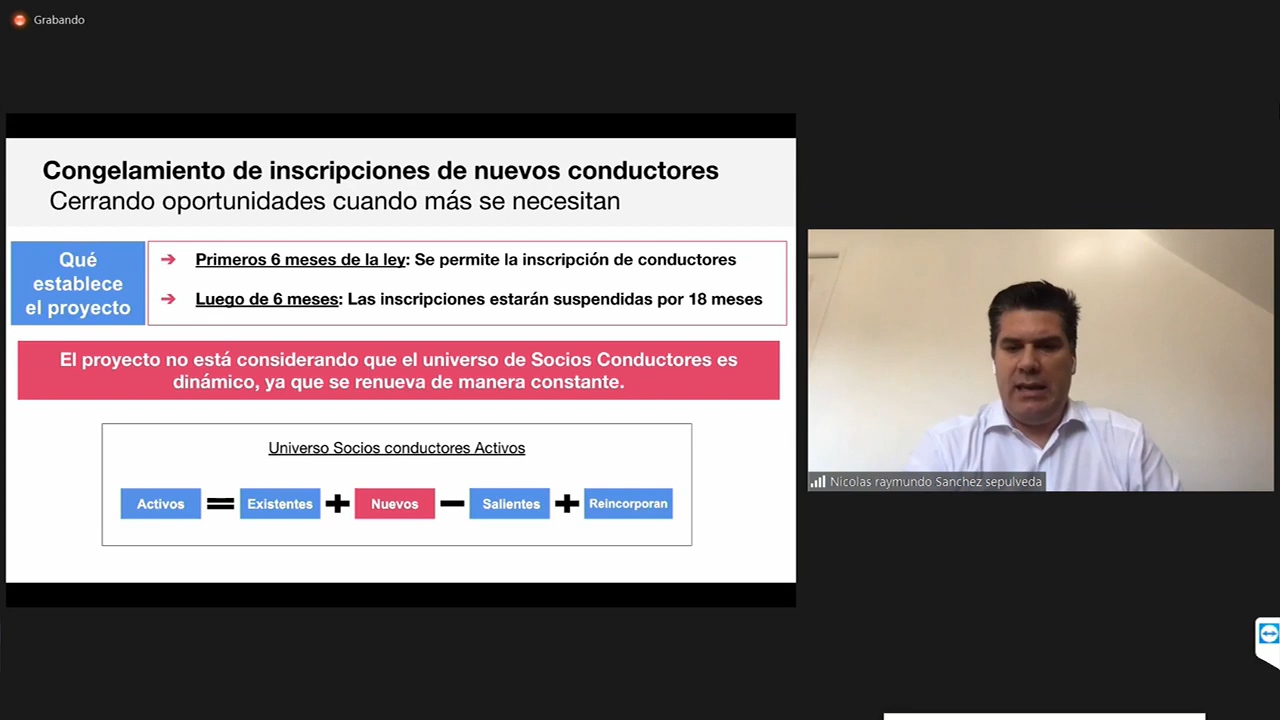 Grabando
Congelamiento de inscripciones de nuevos conductores
Cerrando oportunidades cuando más se necesitan
Qué
establece
el proyecto
➔ Primeros 6 meses de la ley: Se permite la inscripción de conductores
➔ Luego de 6 meses: Las inscripciones estarán suspendidas por 18 meses
El proyecto no está considerando que el universo de Socios Conductores es
dinámico, ya que se renueva de manera constante.
Universo Socios conductores Activos
Activos = Existentes + Nuevos − Salientes + Reincorporan
Nicolas raymundo Sanchez sepulveda